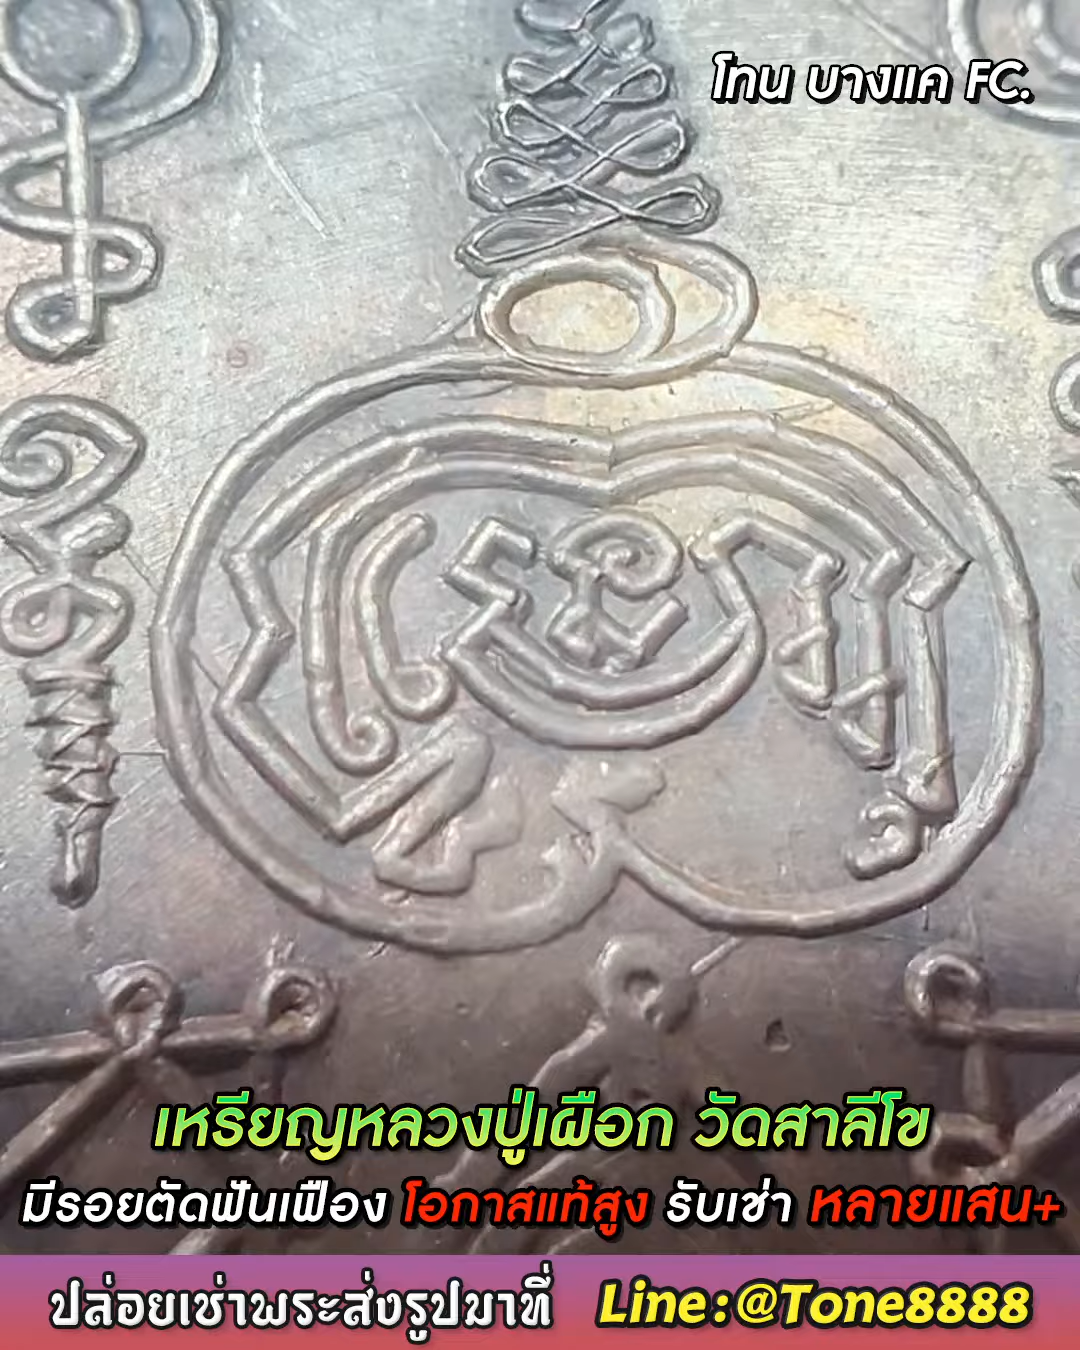 โทน บางแค FC.
เหรียญหลวงปู่เผือก วัดสาลีโข
มีรอยตัดฟันเฟือง โอกาสแท้สูง รับเช่า หลายแสน+
ปล่อยเช่าพระส่งรูปมาที่ Line:@Tone8888